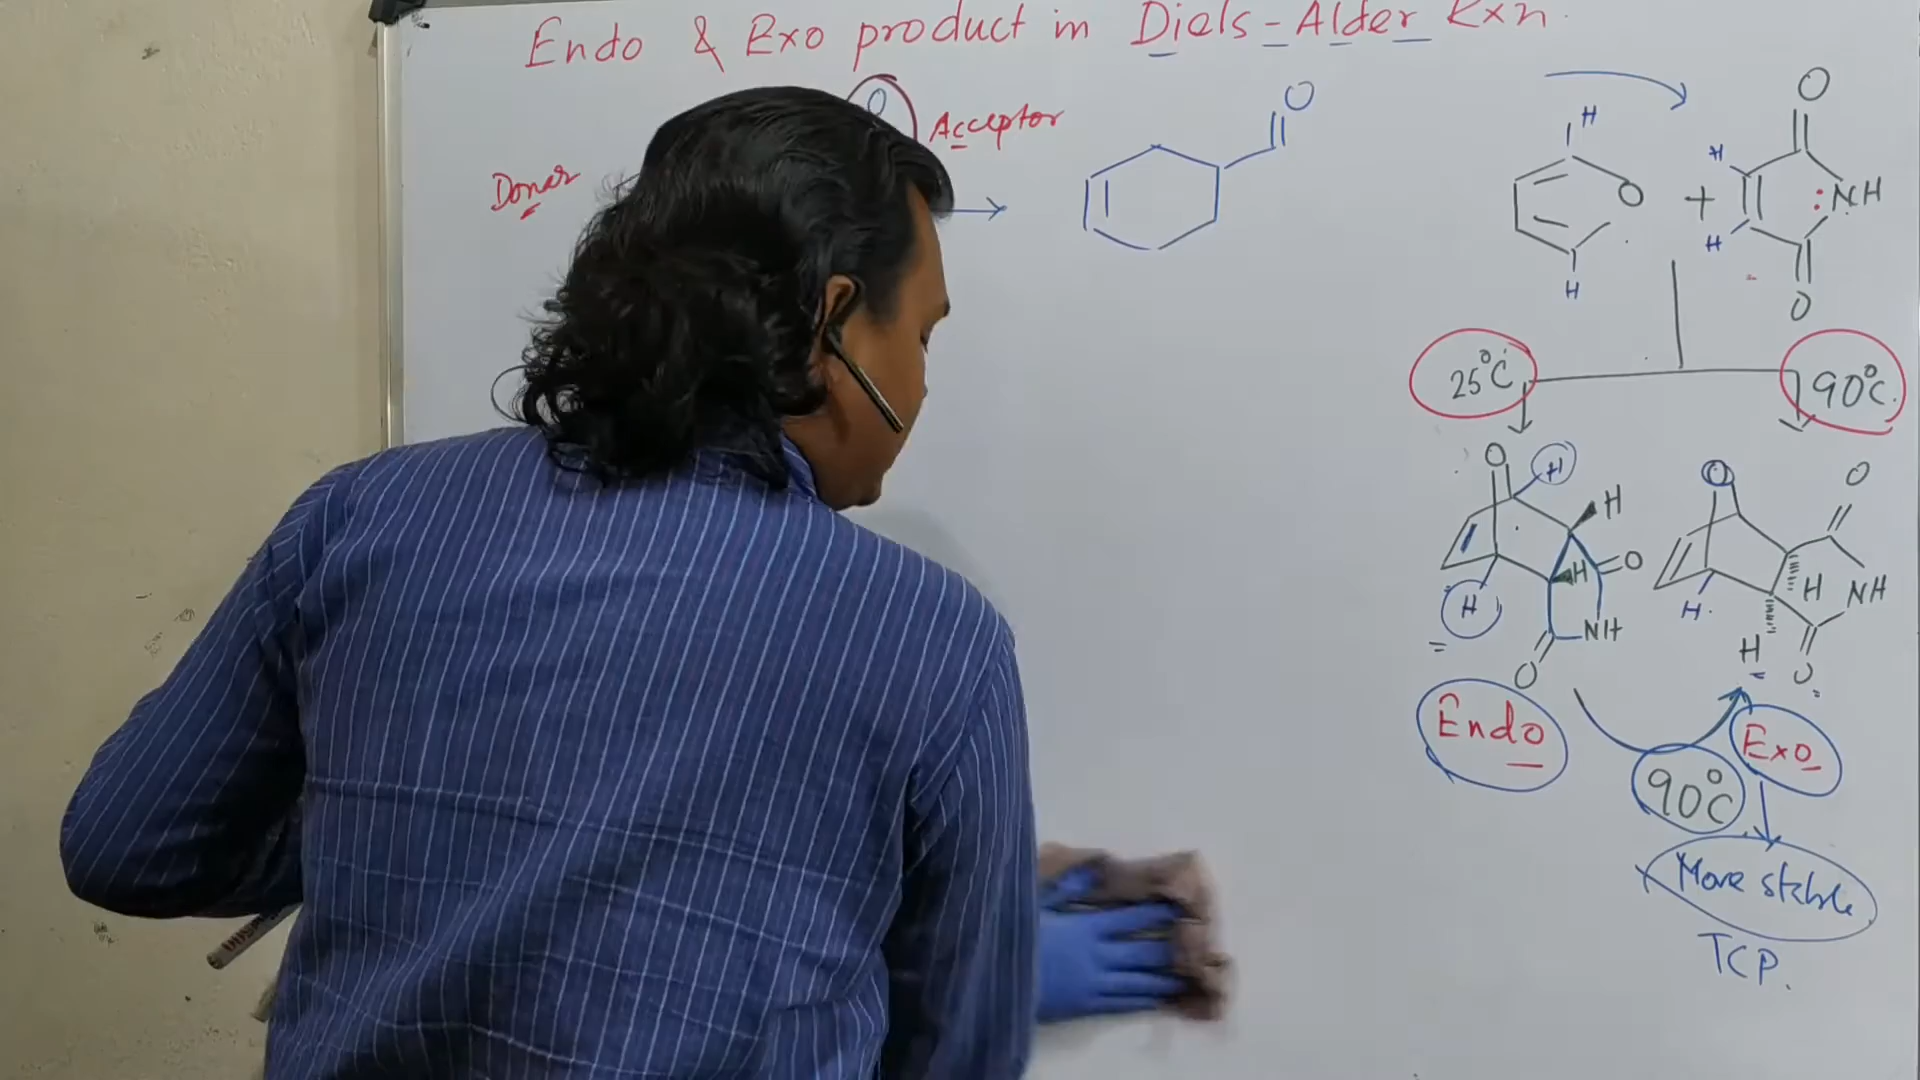 Endo & Exo product in Diels-Alder Rxn.
Donar
O
Acceptor
O
H
O
H
O
+
NH
H
H
O
25°C
90°C.
O
H
H
H
O
H
NH
O
O
O
H
NH
H
H
O
Endo
Exo
90°C
More stable
TCP.